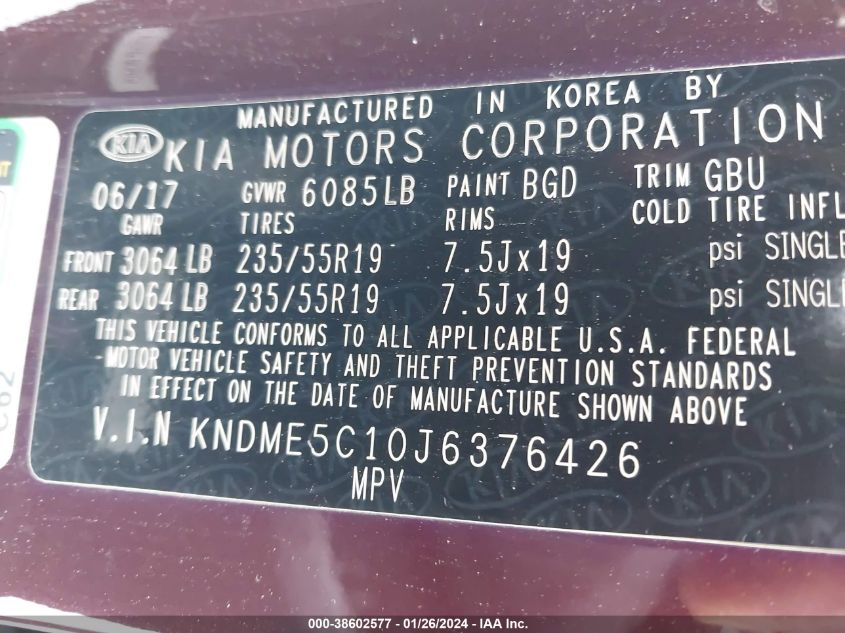 MANUFACTURED IN KOREA BY
KIA KIA MOTORS CORPORATION
06/17 GVWR 6085LB PAINT BGD TRIM GBU
GAWR TIRES RIMS COLD TIRE INFL
FRONT 3064 LB 235/55R19 7.5Jx19 psi SINGLE
REAR 3064 LB 235/55R19 7.5Jx19 psi SINGLE
THIS VEHICLE CONFORMS TO ALL APPLICABLE U.S.A. FEDERAL
MOTOR VEHICLE SAFETY AND THEFT PREVENTION STANDARDS
IN EFFECT ON THE DATE OF MANUFACTURE SHOWN ABOVE
V.I.N KNDME5C10J6376426
MPV
000-38602577 - 01/26/2024 - IAA Inc.